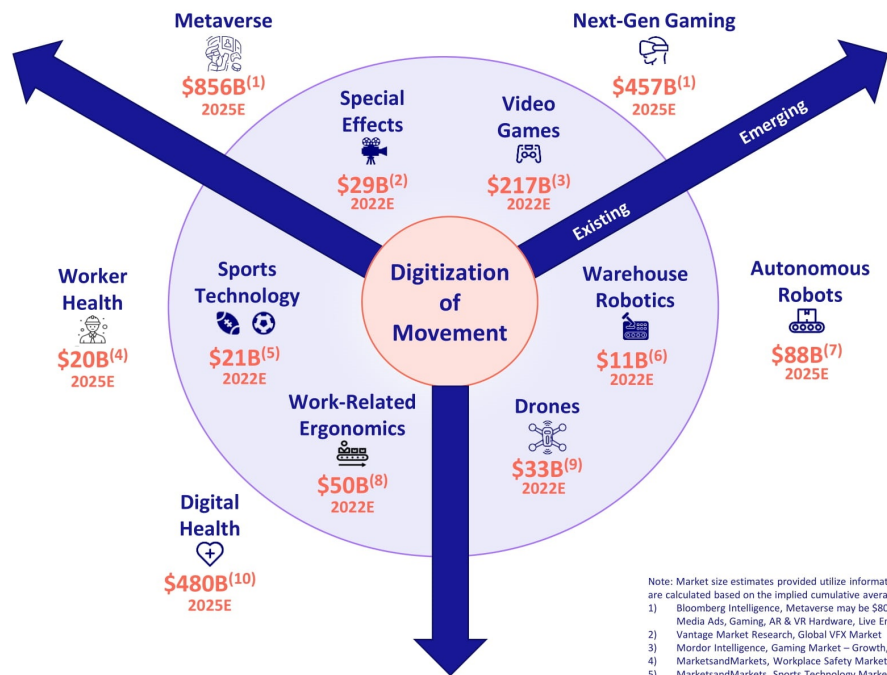 Metaverse
$856B(1)
2025E
Next-Gen Gaming
$457B(1)
2025E
Special
Effects
$29B(2)
2022E
Video
Games
$217B(3)
2022E
Emerging
Existing
Worker
Health
$20B(4)
2025E
Sports
Technology
$21B(5)
2022E
Digitization
of
Movement
Warehouse
Robotics
$11B(6)
2022E
Autonomous
Robots
$88B(7)
2025E
Work-Related
Ergonomics
$50B(8)
2022E
Drones
$33B(9)
2022E
Digital
Health
$480B(10)
2025E
Note: Market size estimates provided utilize
are calculated based on the implied cumulative
1) Bloomberg Intelligence, Metaverse may be
Media Ads, Gaming, AR & VR Hardware, Live
2) Vantage Market Research, Global VFX Market
3) Mordor Intelligence, Gaming Market – Growth,
4) MarketsandMarkets, Workplace Safety Market
5) MarketsandMarkets, Sports Technology